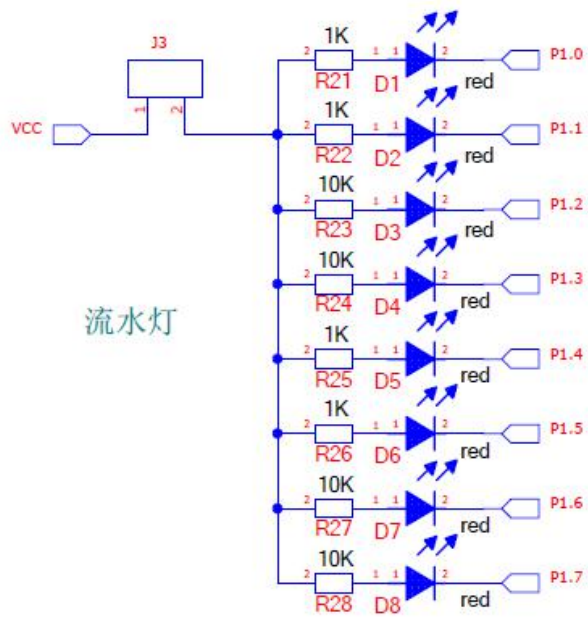 J3
1
2
VCC
流水灯
1K
2 1 1 2
R21 D1 red P1.0
1K
2 1 1 2
R22 D2 red P1.1
10K
2 1 1 2
R23 D3 red P1.2
10K
2 1 1 2
R24 D4 red P1.3
1K
2 1 1 2
R25 D5 red P1.4
1K
2 1 1 2
R26 D6 red P1.5
10K
2 1 1 2
R27 D7 red P1.6
10K
2 1 1 2
R28 D8 red P1.7